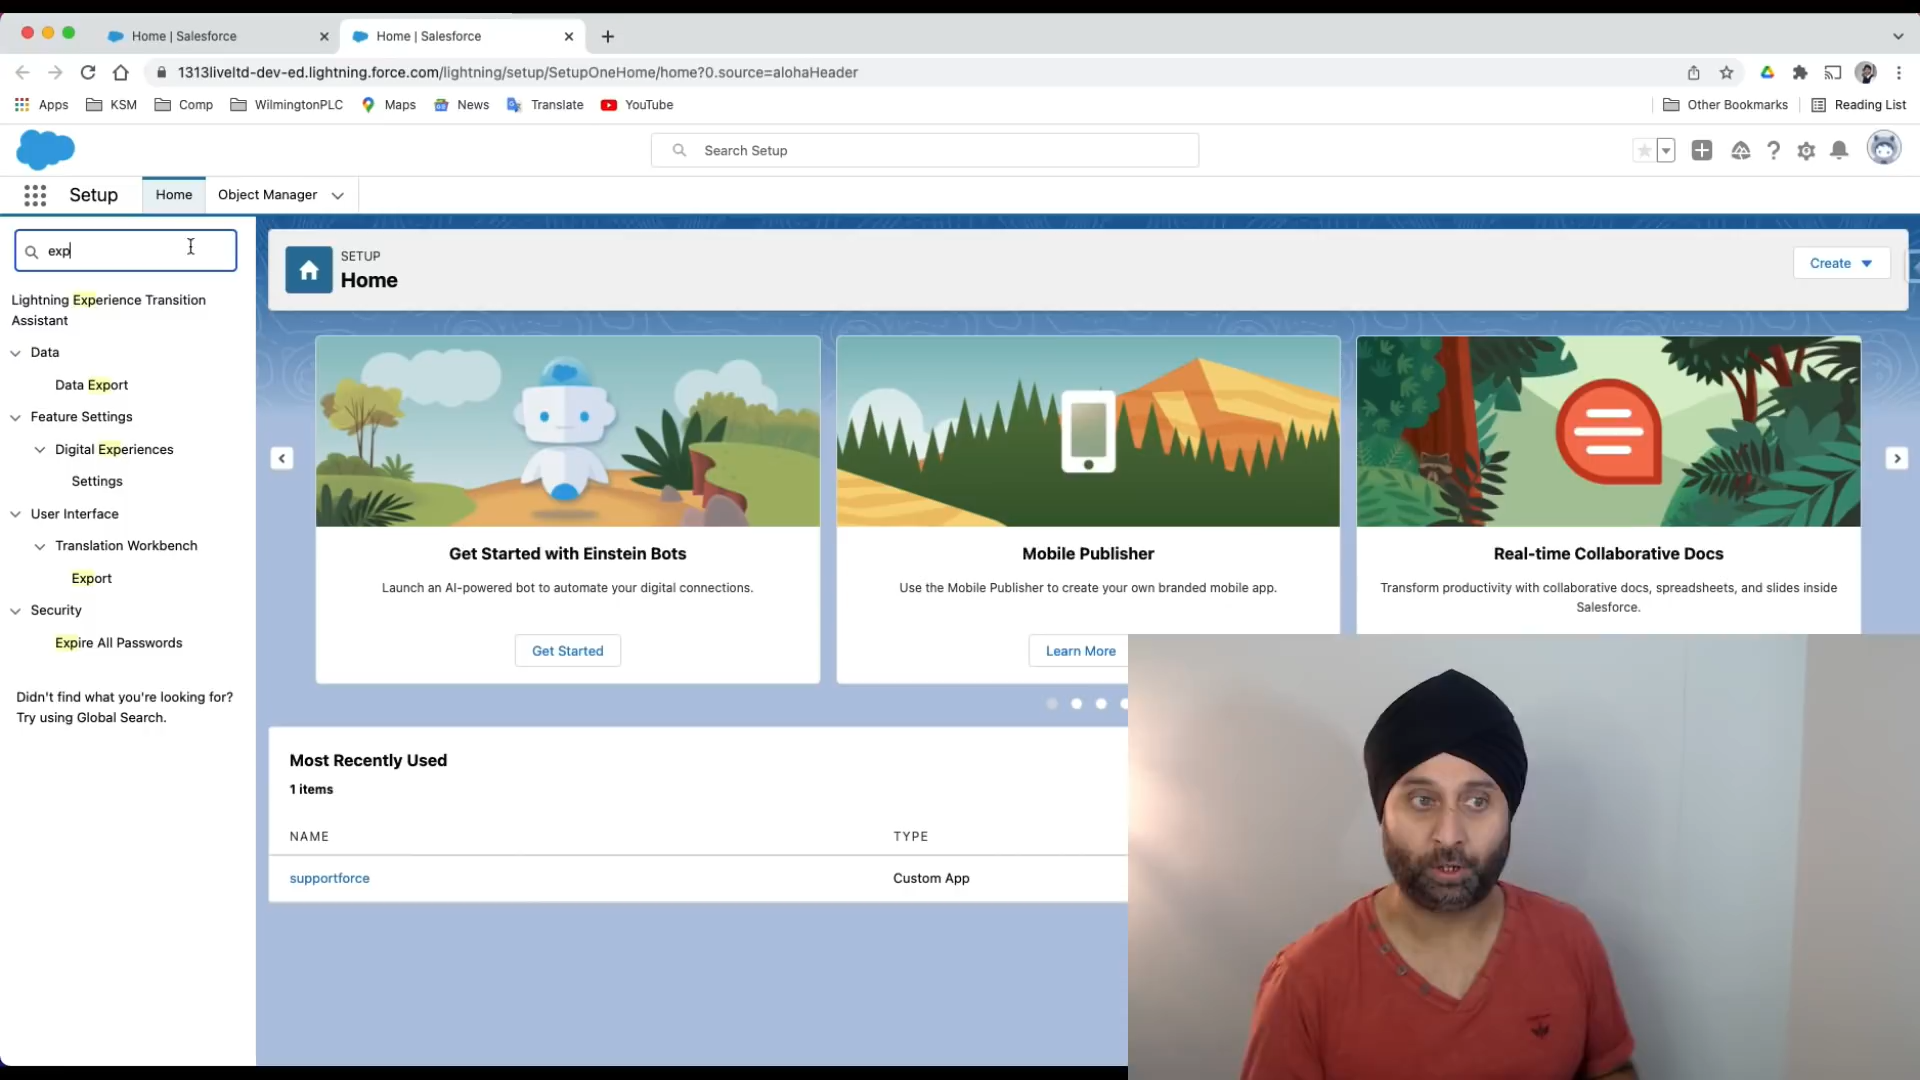 Home | Salesforce
Home | Salesforce
1313liveltd-dev-ed.lightning.force.com/lightning/setup/SetupOneHome/home?0.source=alohaHeader
Apps
KSM
Comp
WilmingtonPLC
Maps
News
Translate
YouTube
Other Bookmarks
Reading List
Search Setup
Setup
Home
Object Manager
exp
Lightning Experience Transition
Assistant
Data
Data Export
Feature Settings
Digital Experiences
Settings
User Interface
Translation Workbench
Export
Security
Expire All Passwords
Didn't find what you're looking for?
Try using Global Search.
SETUP
Home
Create
Get Started with Einstein Bots
Launch an AI-powered bot to automate your digital connections.
Get Started
Mobile Publisher
Use the Mobile Publisher to create your own branded mobile app.
Learn More
Real-time Collaborative Docs
Transform productivity with collaborative docs, spreadsheets, and slides inside
Salesforce.
Most Recently Used
1 items
NAME
TYPE
supportforce
Custom App